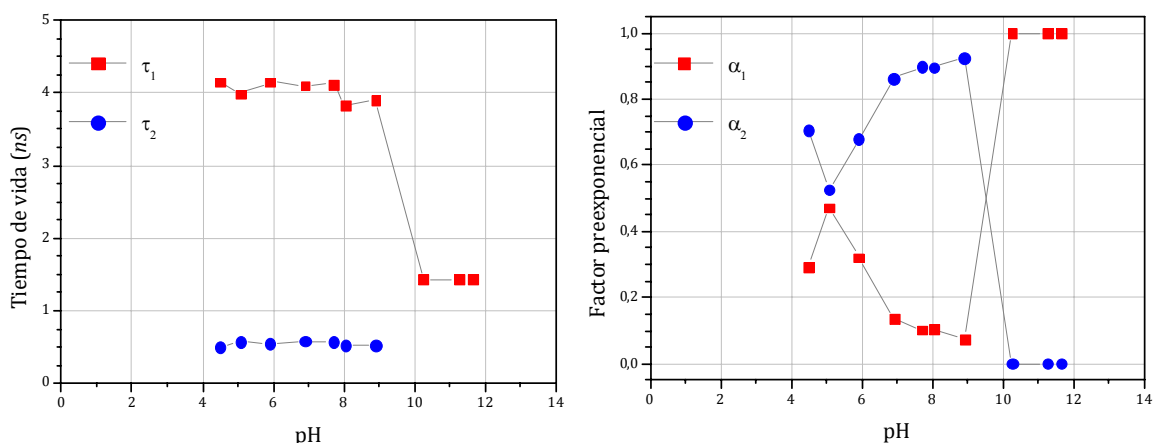 Tiempo de vida (ns)
5
4
3
2
1
0
τ1
τ2
0 2 4 6 8 10 12 14
pH
Factor preexponencial
1,0
0,8
0,6
0,4
0,2
0,0
α1
α2
0 2 4 6 8 10 12 14
pH